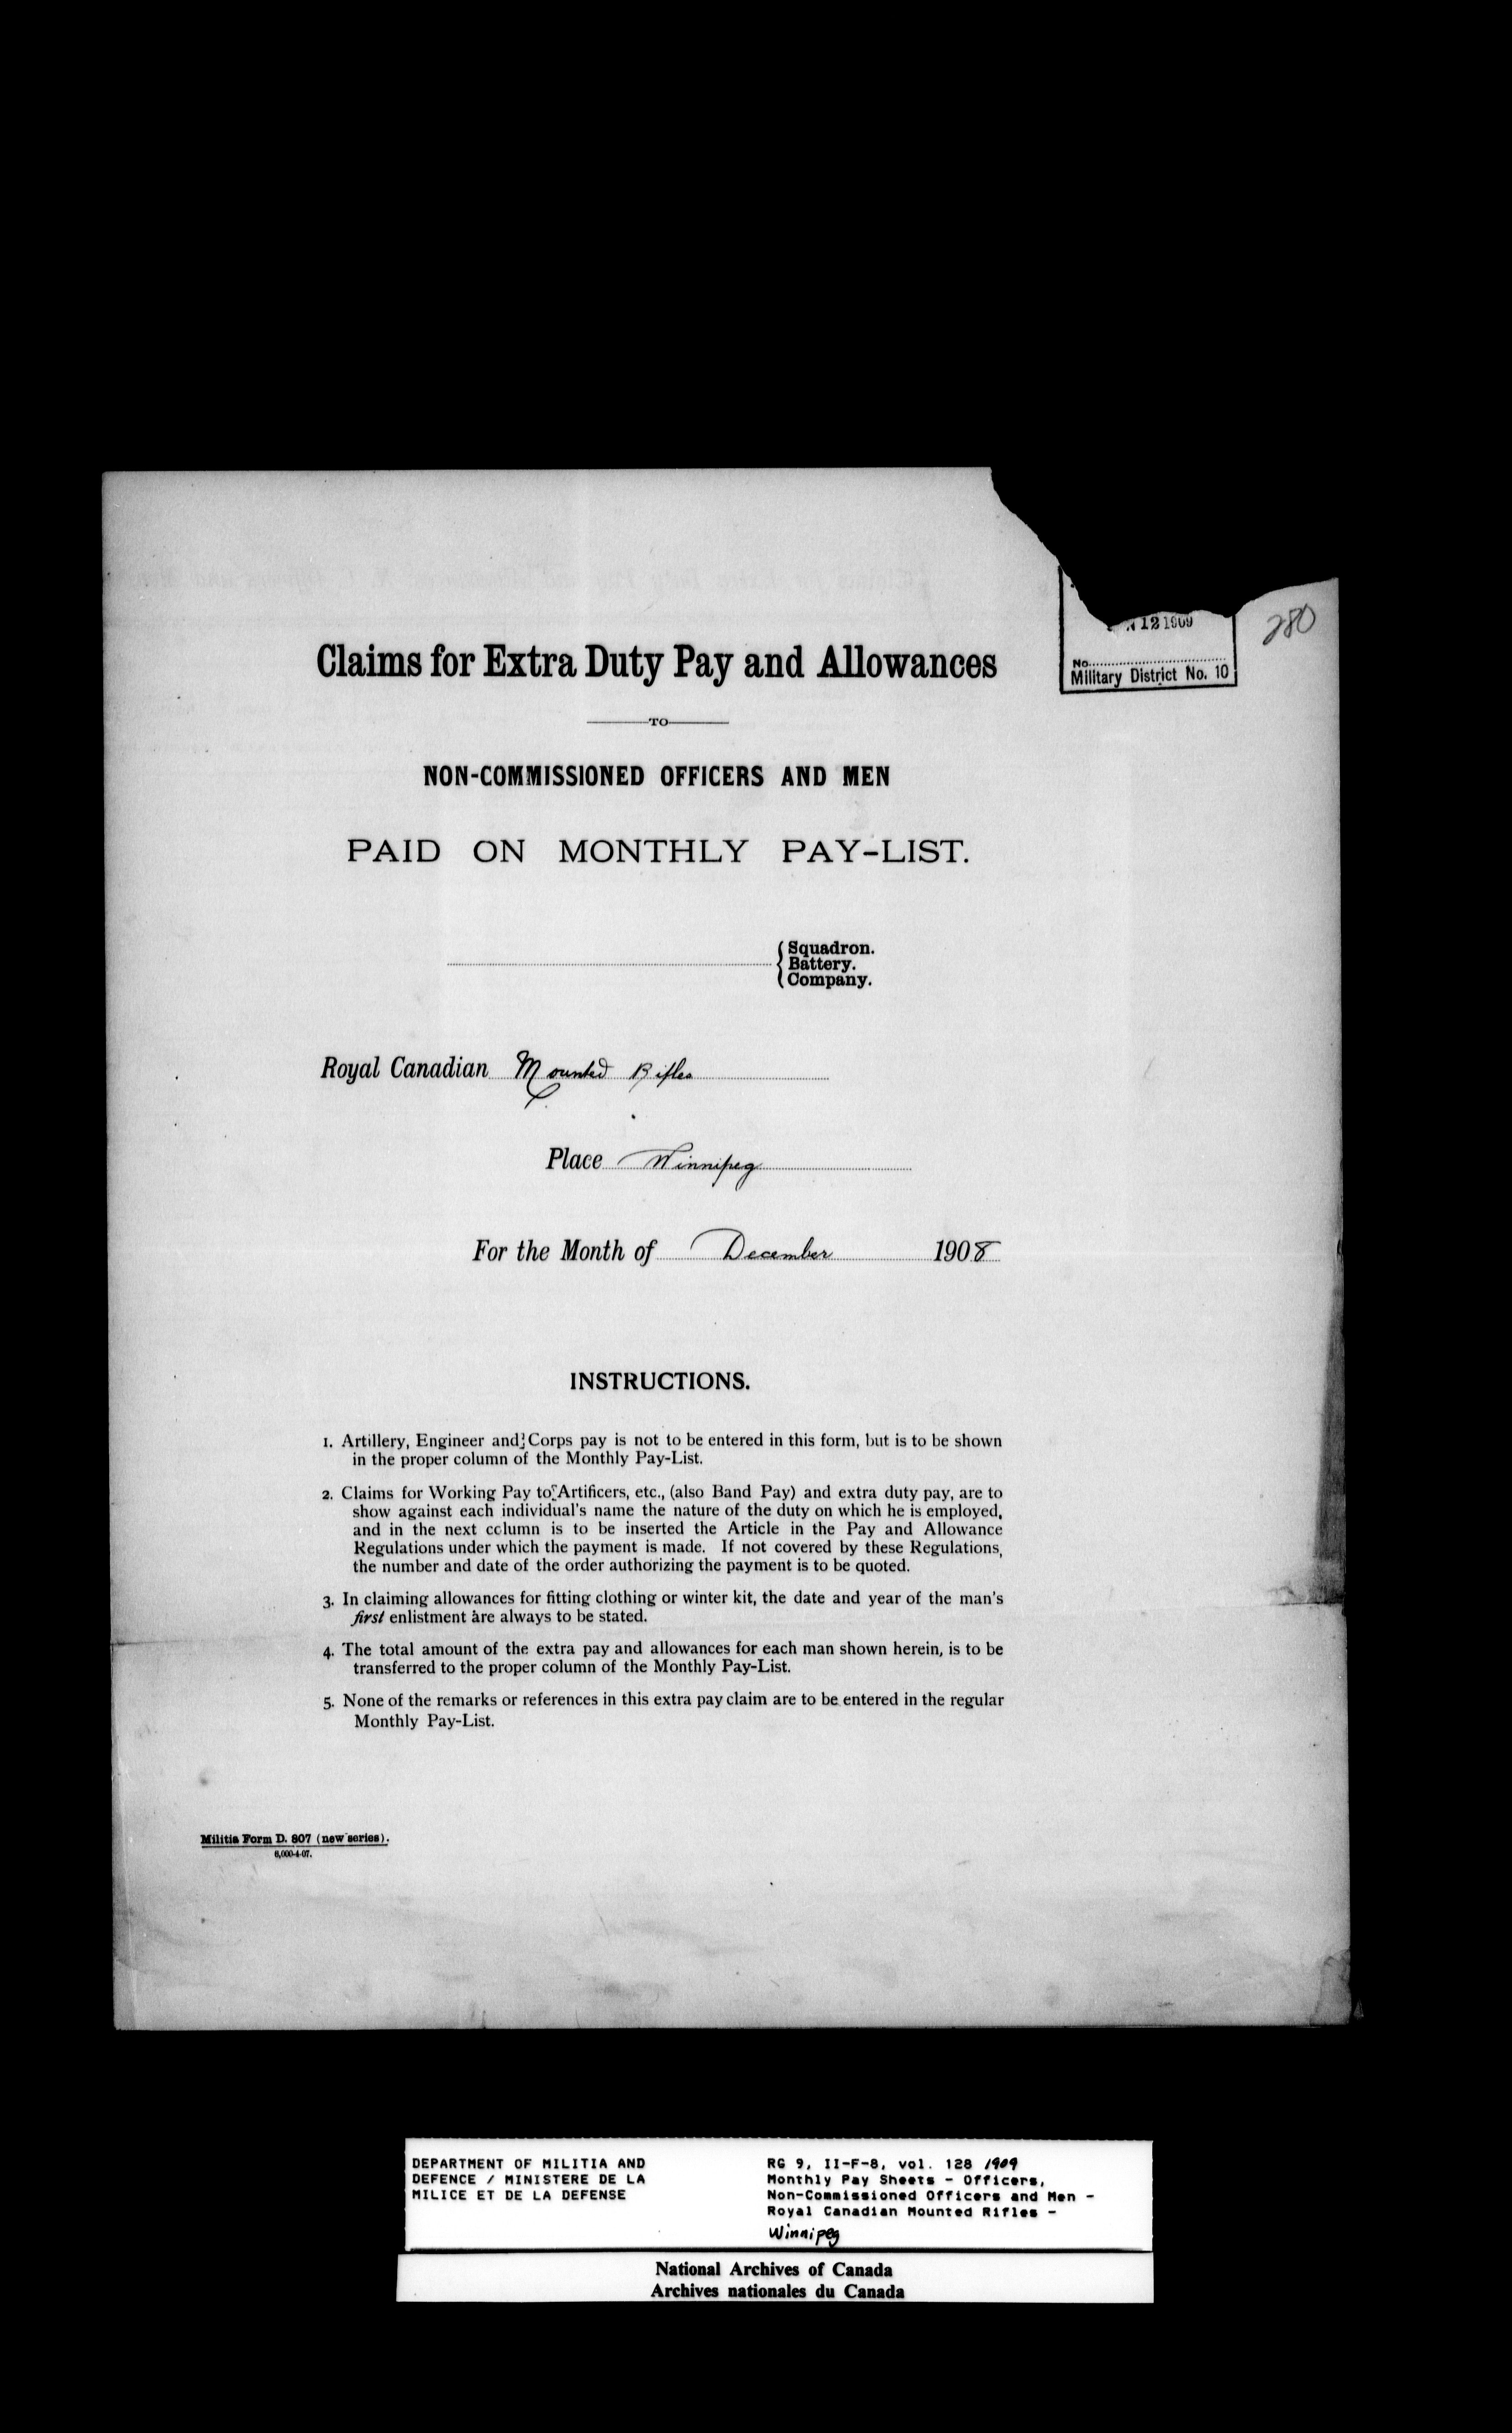 12 1909
No.
Military District No. 10
280
Claims for Extra Duty Pay and Allowances
TO
NON-COMMISSIONED OFFICERS AND MEN
PAID ON MONTHLY PAY-LIST.
Squadron.
Battery.
Company.
Royal Canadian Mounted Rifles
Place Winnipeg
For the Month of December 1908
INSTRUCTIONS.
1. Artillery, Engineer and Corps pay is not to be entered in this form, but is to be shown
in the proper column of the Monthly Pay-List.
2. Claims for Working Pay to Artificers, etc., (also Band Pay) and extra duty pay, are to
show against each individual's name the nature of the duty on which he is employed,
and in the next column is to be inserted the Article in the Pay and Allowance
Regulations under which the payment is made. If not covered by these Regulations,
the number and date of the order authorizing the payment is to be quoted.
3. In claiming allowances for fitting clothing or winter kit, the date and year of the man's
first enlistment are always to be stated.
4. The total amount of the extra pay and allowances for each man shown herein, is to be
transferred to the proper column of the Monthly Pay-List.
5. None of the remarks or references in this extra pay claim are to be entered in the regular
Monthly Pay-List.
Militia Form D. 807 (new series).
6,000-4-07.
DEPARTMENT OF MILITIA AND
DEFENCE / MINISTERE DE LA
MILICE ET DE LA DEFENSE
RG 9, II-F-8, vol. 128 1909
Monthly Pay Sheets - Officers,
Non-Commissioned Officers and Men -
Royal Canadian Mounted Rifles -
Winnipeg
National Archives of Canada
Archives nationales du Canada